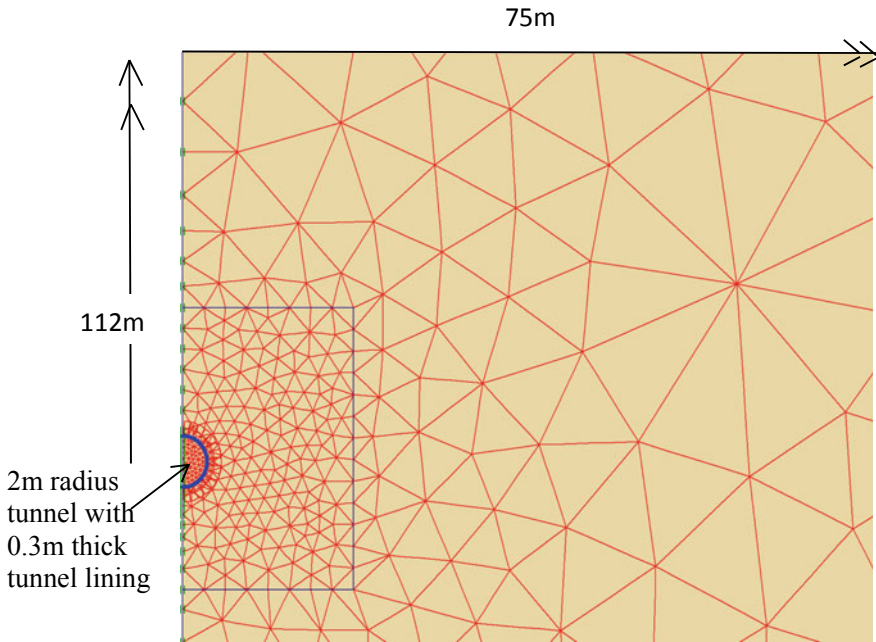 75m
112m
2m radius
tunnel with
0.3m thick
tunnel lining